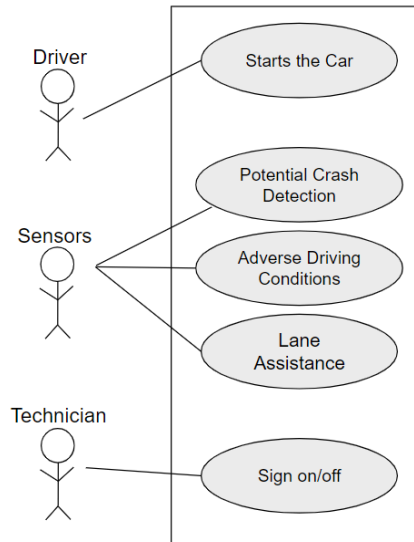 Driver
Starts the Car
Potential Crash
Detection
Sensors
Adverse Driving
Conditions
Lane
Assistance
Technician
Sign on/off